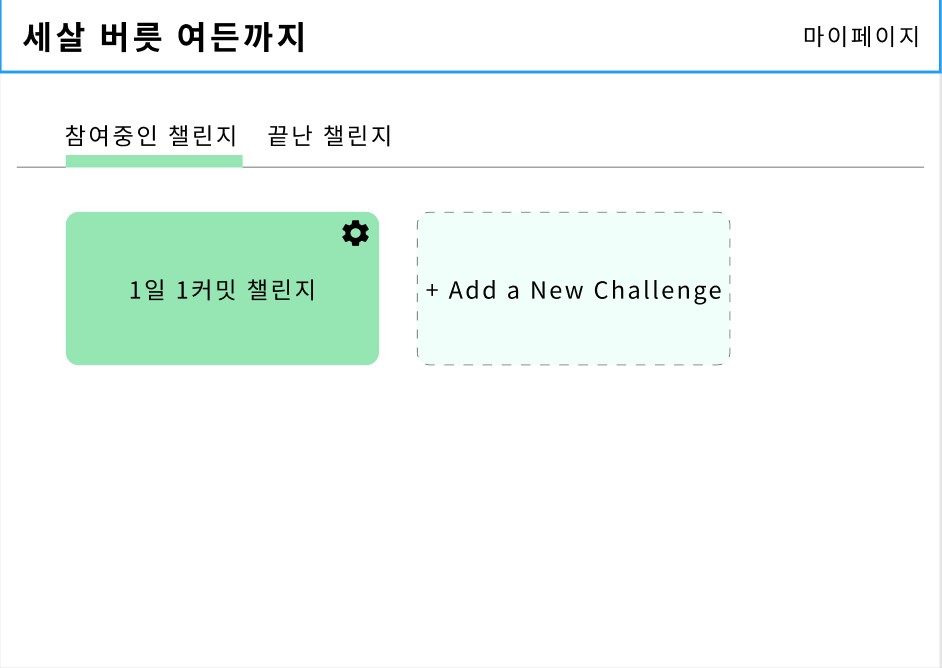 세살 버릇 여든까지
마이페이지
참여중인 챌린지
끝난 챌린지
1일 1커밋 챌린지
+ Add a New Challenge